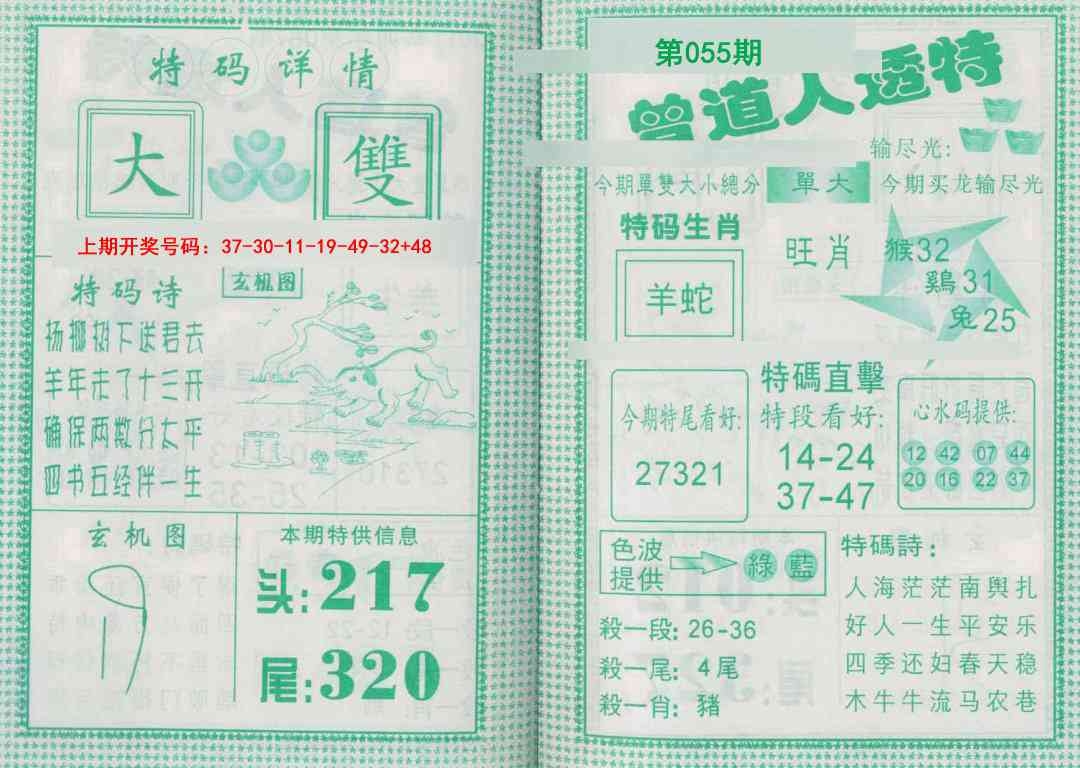 特码详情
大
雙
上期开奖号码：37-30-11-19-49-32+48
特码诗
杨柳树下送君去
羊年走了十三开
确保两数分太平
四书五经伴一生
玄机图
玄机图
9
本期特供信息
头:217
尾:320
第055期
曾道人透特
输尽光:
今期單雙大小總分
單大
今期买龙输尽光
特码生肖
羊蛇
旺肖
猴32
鷄31
兔25
今期特尾看好:
27321
特碼直擊
特段看好:
14-24
37-47
心水码提供:
12 42 07 44
20 16 22 37
色波
提供
綠 藍
殺一段: 26-36
殺一尾: 4尾
殺一肖: 豬
特碼詩:
人海茫茫南舆扎
好人一生平安乐
四季还妇春天稳
木牛牛流马农巷